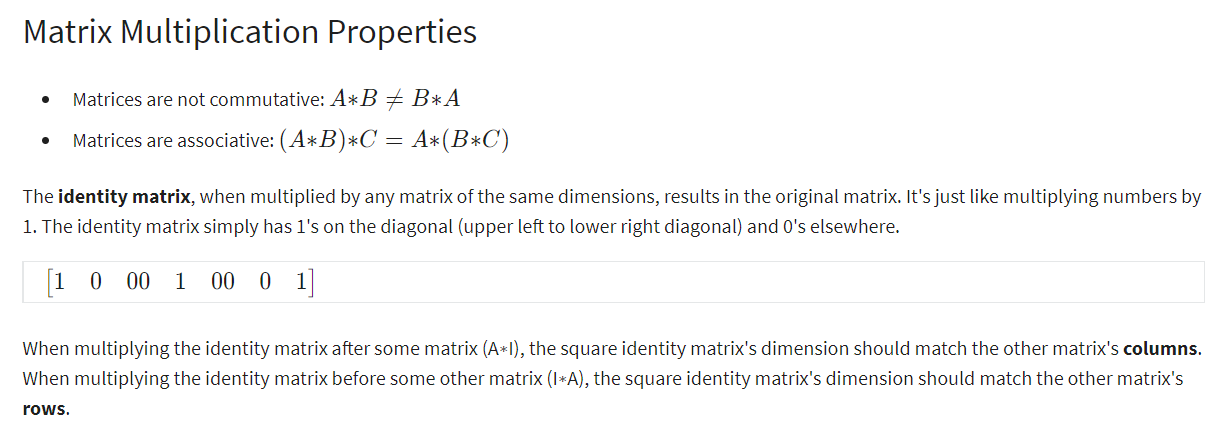 Matrix Multiplication Properties
• Matrices are not commutative: A∗B ≠ B∗A
• Matrices are associative: (A∗B)∗C = A∗(B∗C)
The identity matrix, when multiplied by any matrix of the same dimensions, results in the original matrix. It's just like multiplying numbers by
1. The identity matrix simply has 1's on the diagonal (upper left to lower right diagonal) and 0's elsewhere.
[1 0 00 1 00 0 1]
When multiplying the identity matrix after some matrix (A∗I), the square identity matrix's dimension should match the other matrix's columns.
When multiplying the identity matrix before some other matrix (I∗A), the square identity matrix's dimension should match the other matrix's
rows.